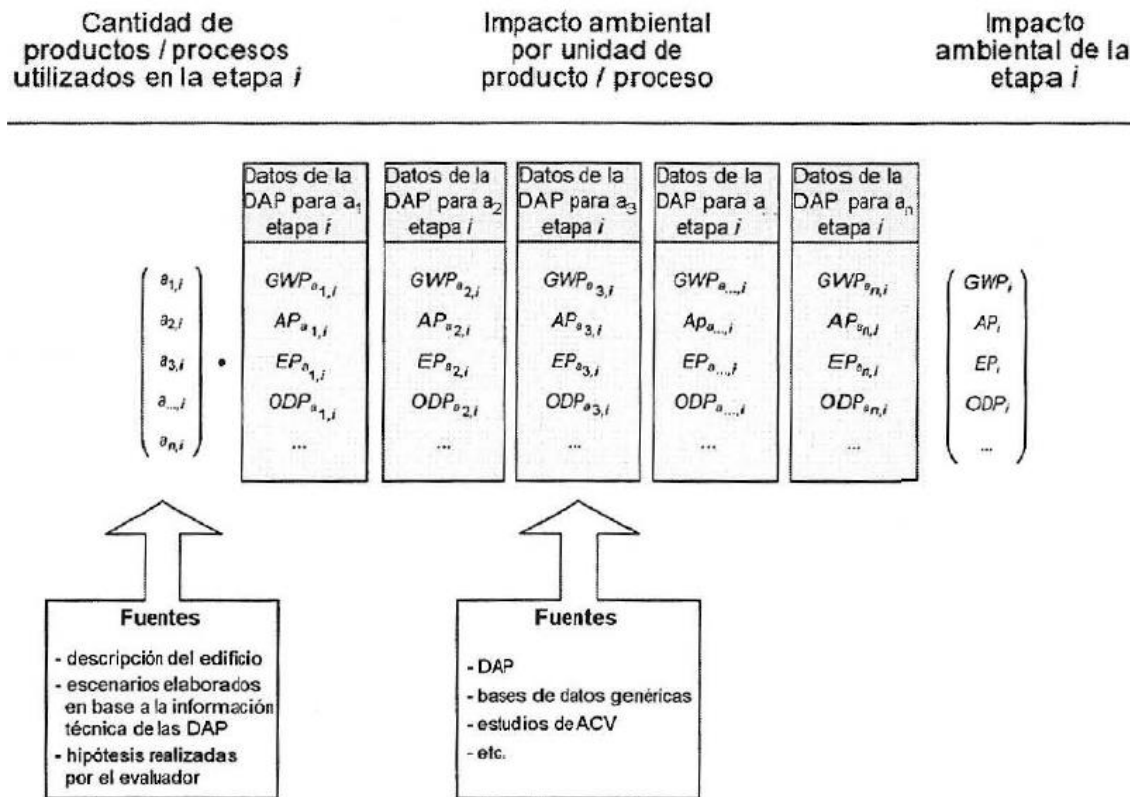 Cantidad de
productos / procesos
utilizados en la etapa i
Impacto ambiental
por unidad de
producto / proceso
Impacto
ambiental de la
etapa i
Datos de la
DAP para a1
etapa i
Datos de la
DAP para a2
etapa i
Datos de la
DAP para a3
etapa i
Datos de la
DAP para a...
etapa i
Datos de la
DAP para an
etapa i
a1,i
a2,i
a3,i
a...,i
an,i
•
GWPa1,i
APa1,i
EPa1,i
ODPa1,i
...
GWPa2,i
APa2,i
EPa2,i
ODPa2,i
...
GWPa3,i
APa3,i
EPa3,i
ODPa3,i
...
GWPa...,i
Apa...,i
EPa...,i
ODPa...,i
...
GWPan,i
APan,i
EPan,i
ODPan,i
...
GWPi
APi
EPi
ODPi
...
Fuentes
- descripción del edificio
- escenarios elaborados
en base a la información
técnica de las DAP
- hipótesis realizadas
por el evaluador
Fuentes
- DAP
- bases de datos genéricas
- estudios de ACV
- etc.